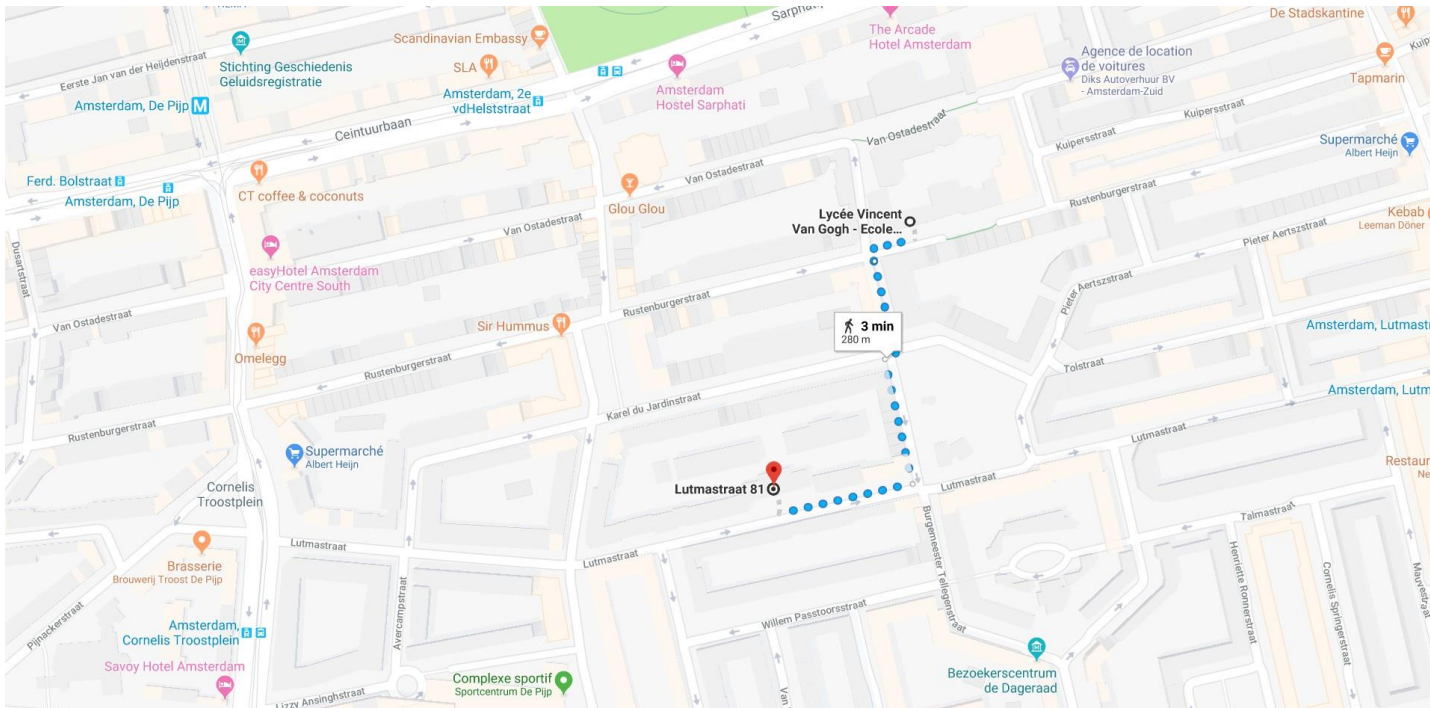 Sarphati
De Stadskantine
The Arcade
Hotel Amsterdam
Scandinavian Embassy
Eerste Jan van der Heijdenstraat
Stichting Geschiedenis
Geluidsregistratie
SLA
Agence de location
de voitures
Diks Autoverhuur BV
- Amsterdam-Zuid
Tapmarin
Amsterdam, De Pijp
M
Amsterdam, 2e
vdHelststraat
Amsterdam
Hostel Sarphati
Ceintuurbaan
Kuipersstraat
Kuipersstraat
Van Ostadestraat
Supermarché
Albert Heijn
Ferd. Bolstraat
Amsterdam, De Pijp
CT coffee & coconuts
Van Ostadestraat
Glou Glou
Rustenburgerstraat
Lycée Vincent
Van Gogh - Ecole...
Kebab
Leeman Döner
Van Ostadestraat
Pieter Aertszstraat
Dusartstraat
easyHotel Amsterdam
City Centre South
Pieter Aertszstraat
Rustenburgerstraat
Van Ostadestraat
Sir Hummus
3 min
280 m
Amsterdam, Lutmastr
Omelegg
Rustenburgerstraat
Tolstraat
Karel du Jardinstraat
Amsterdam, Lutm
Rustenburgerstraat
Lutmastraat
Supermarché
Albert Heijn
Restaur
Ne
Cornelis
Troostplein
Lutmastraat 81
Lutmastraat
Talmastraat
Burgemeester Tellegenstraat
Lutmastraat
Lutmastraat
Brasserie
Brouwerij Troost De Pijp
Henriette Ronnerstraat
Cornelis Springerstraat
Mauvestraat
Pijnackerstraat
Avercampstraat
Willem Passtoorsstraat
Amsterdam,
Cornelis Troostplein
Savoy Hotel Amsterdam
Complexe sportif
Sportcentrum De Pijp
Bezoekerscentrum
de Dageraad
Lizzy Ansinghstraat
Van